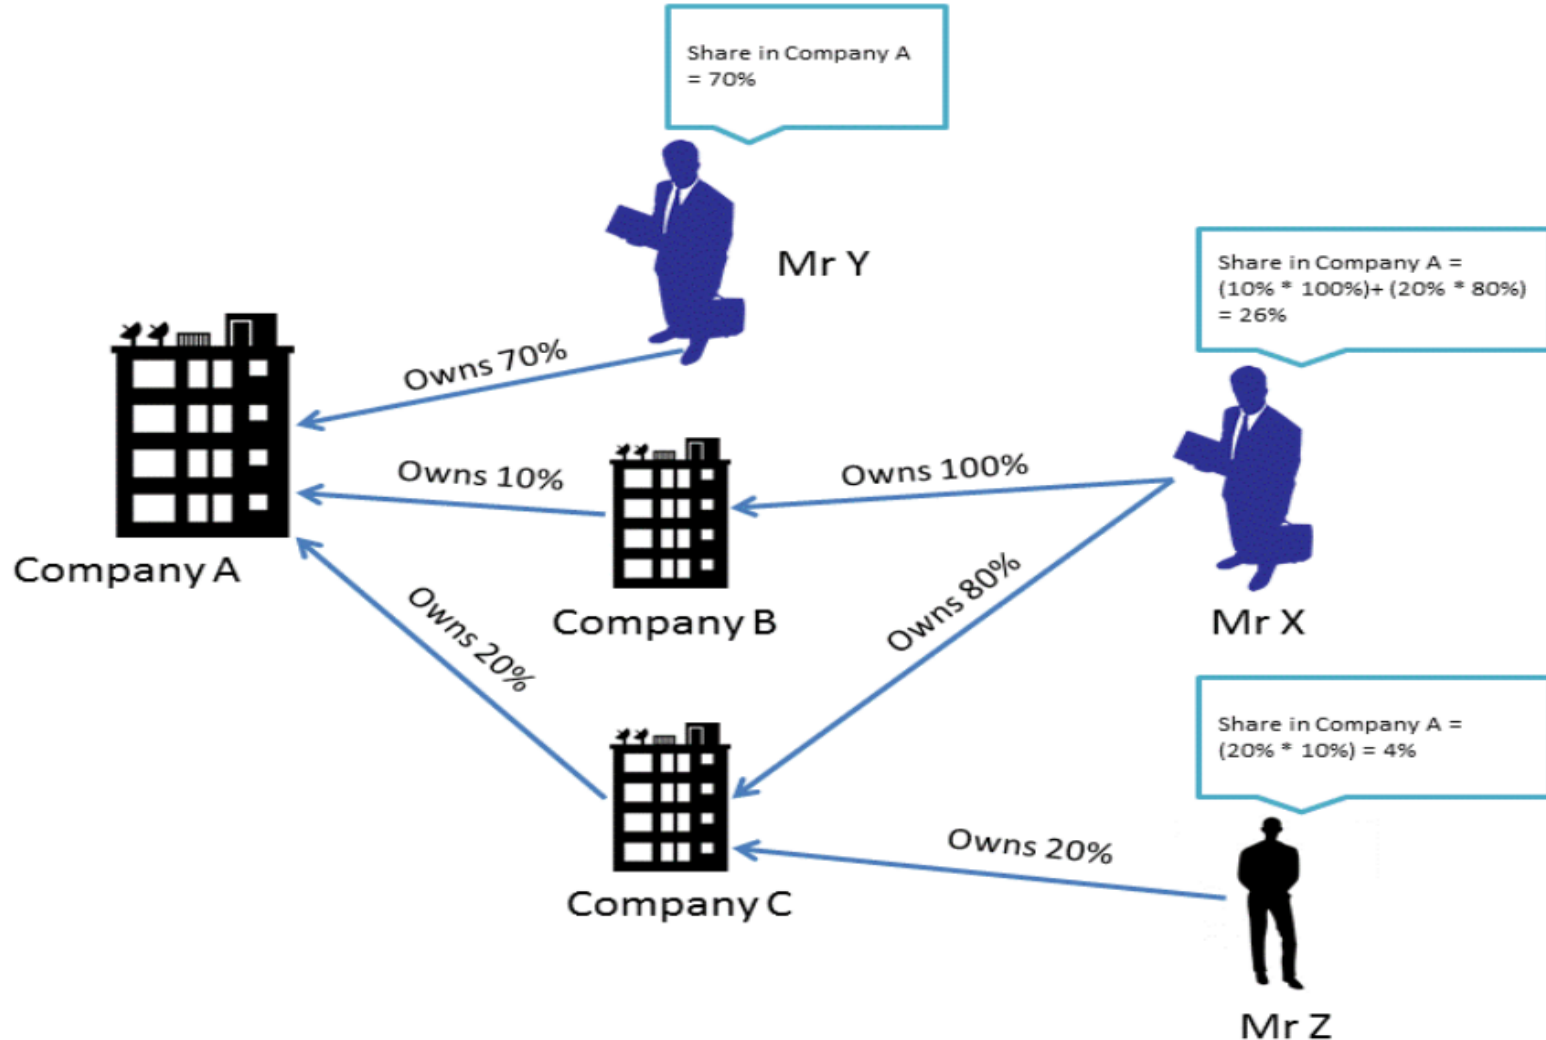 Share in Company A
= 70%
Mr Y
Share in Company A =
(10% * 100%)+ (20% * 80%)
= 26%
Owns 70%
Owns 10%
Owns 100%
Company A
Company B
Owns 80%
Mr X
Owns 20%
Share in Company A =
(20% * 10%) = 4%
Owns 20%
Company C
Mr Z